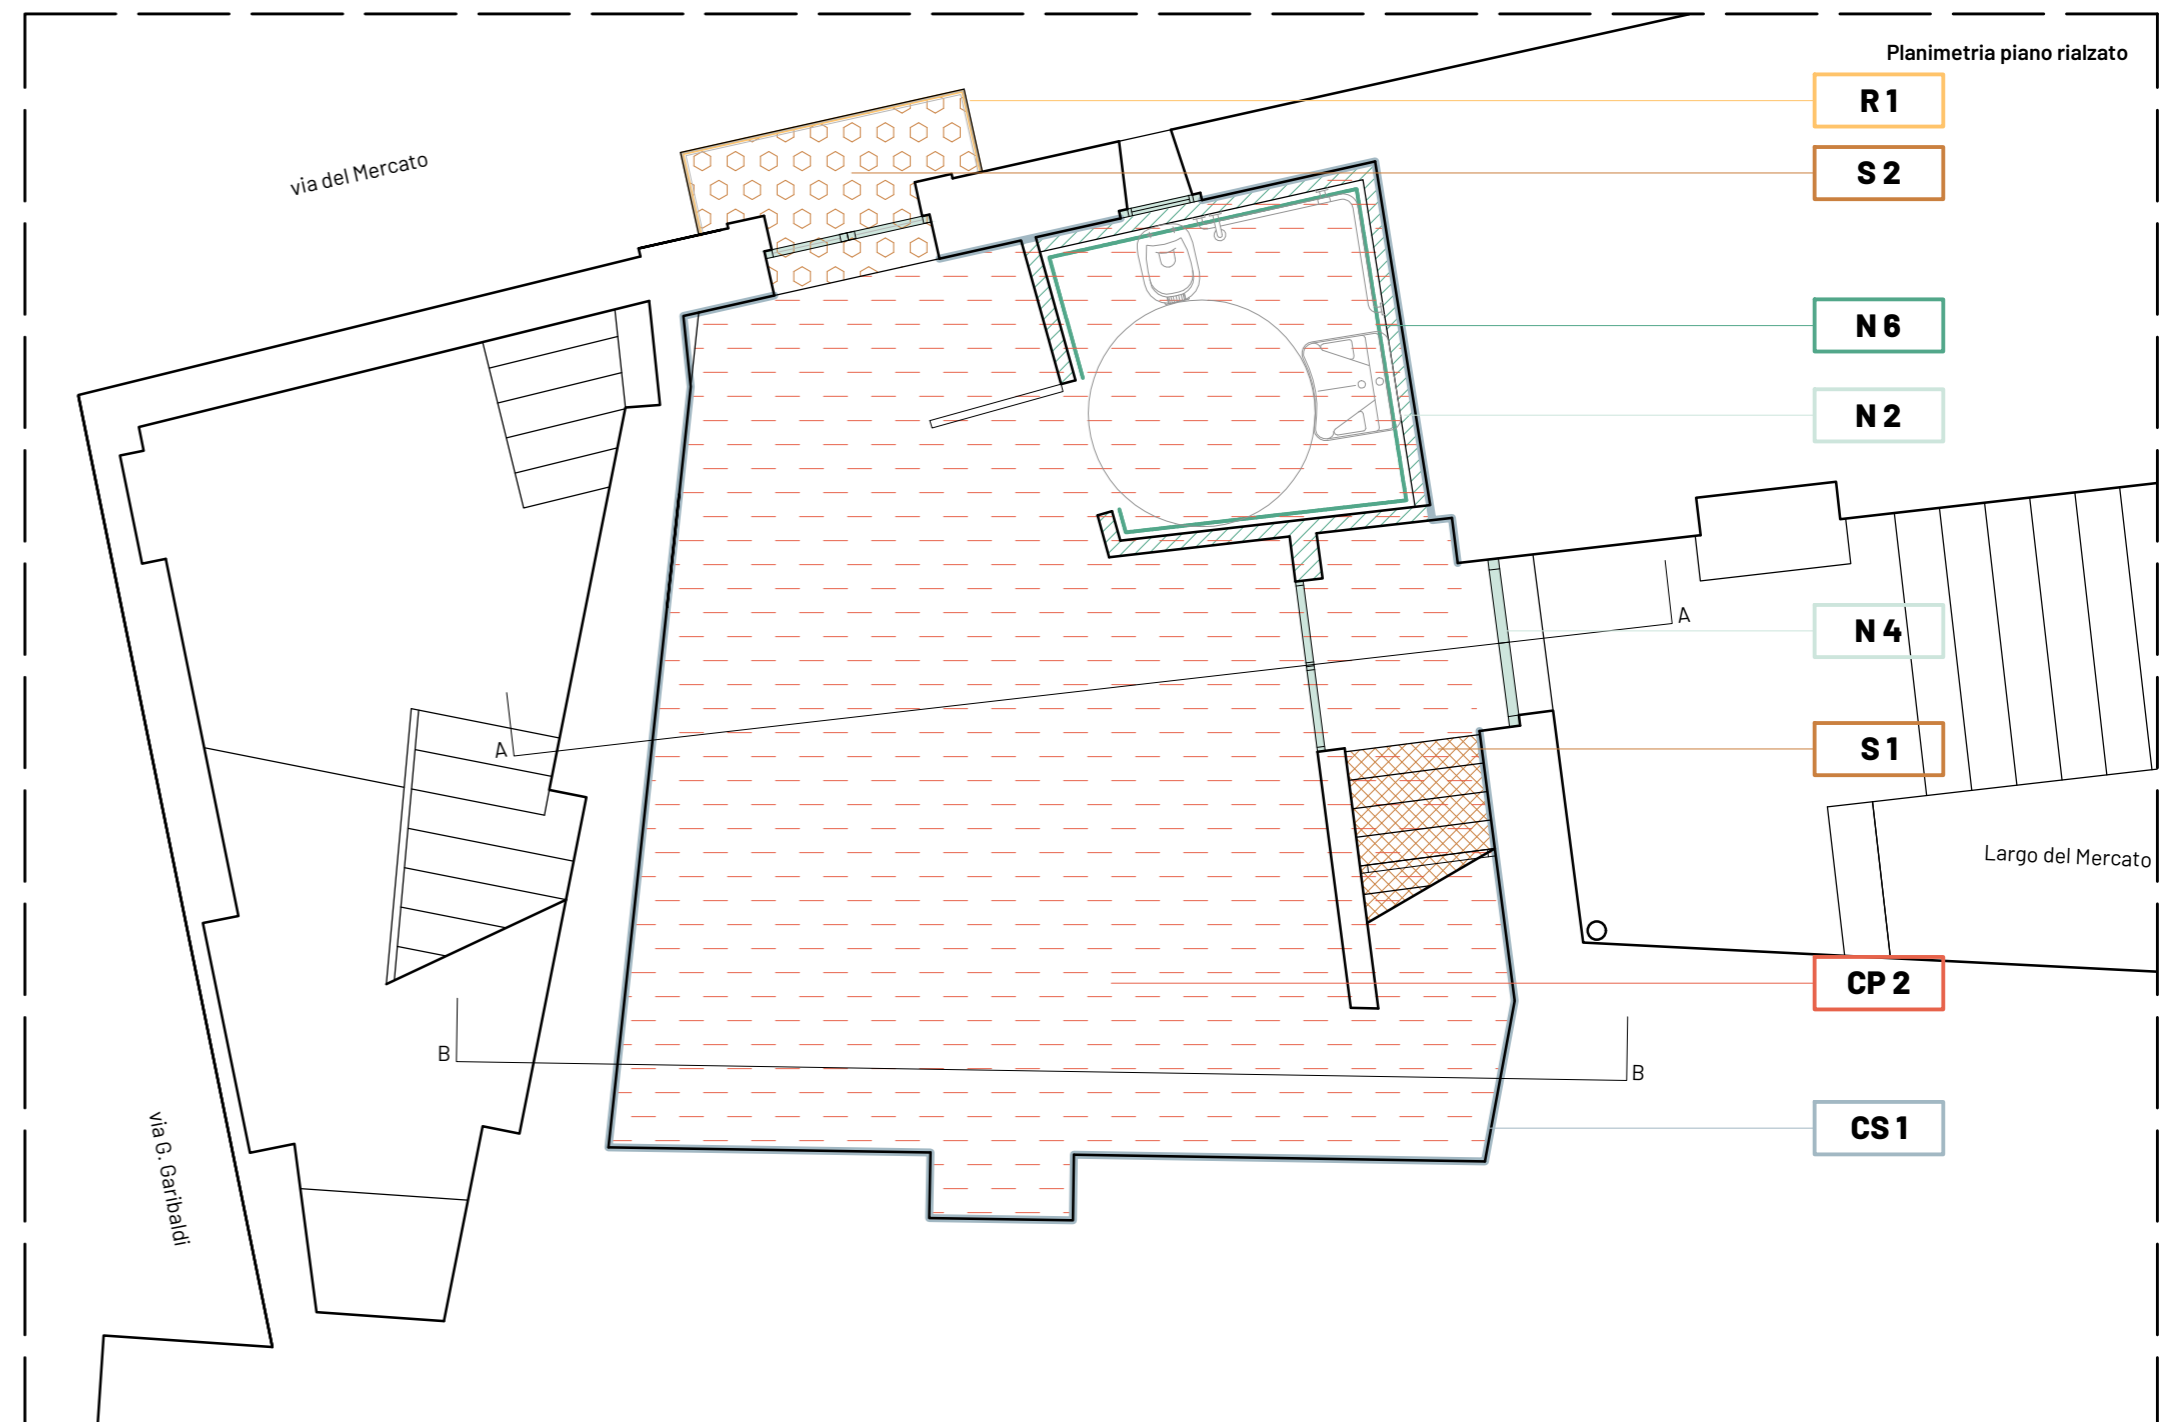 Planimetria piano rialzato
R 1
via del Mercato
S 2
N 6
N 2
A
N 4
A
S 1
Largo del Mercato
CP 2
B
B
CS 1
via G. Garibaldi